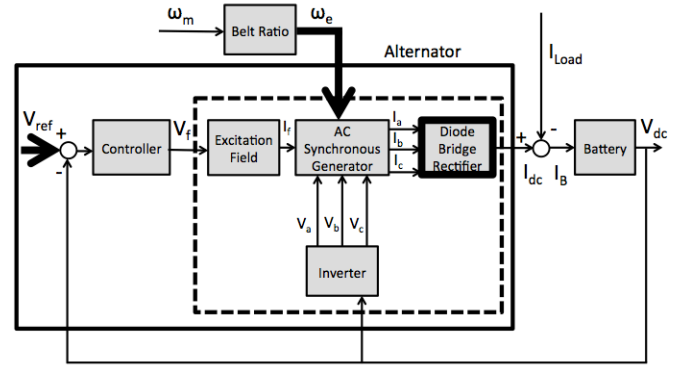 ωm
Belt Ratio
ωe
Alternator
ILoad
Vref
+
-
Controller
Vf
Excitation
Field
If
AC
Synchronous
Generator
Ia
Ib
Ic
Diode
Bridge
Rectifier
+
-
Idc
IB
Battery
Vdc
Va
Vb
Vc
Inverter